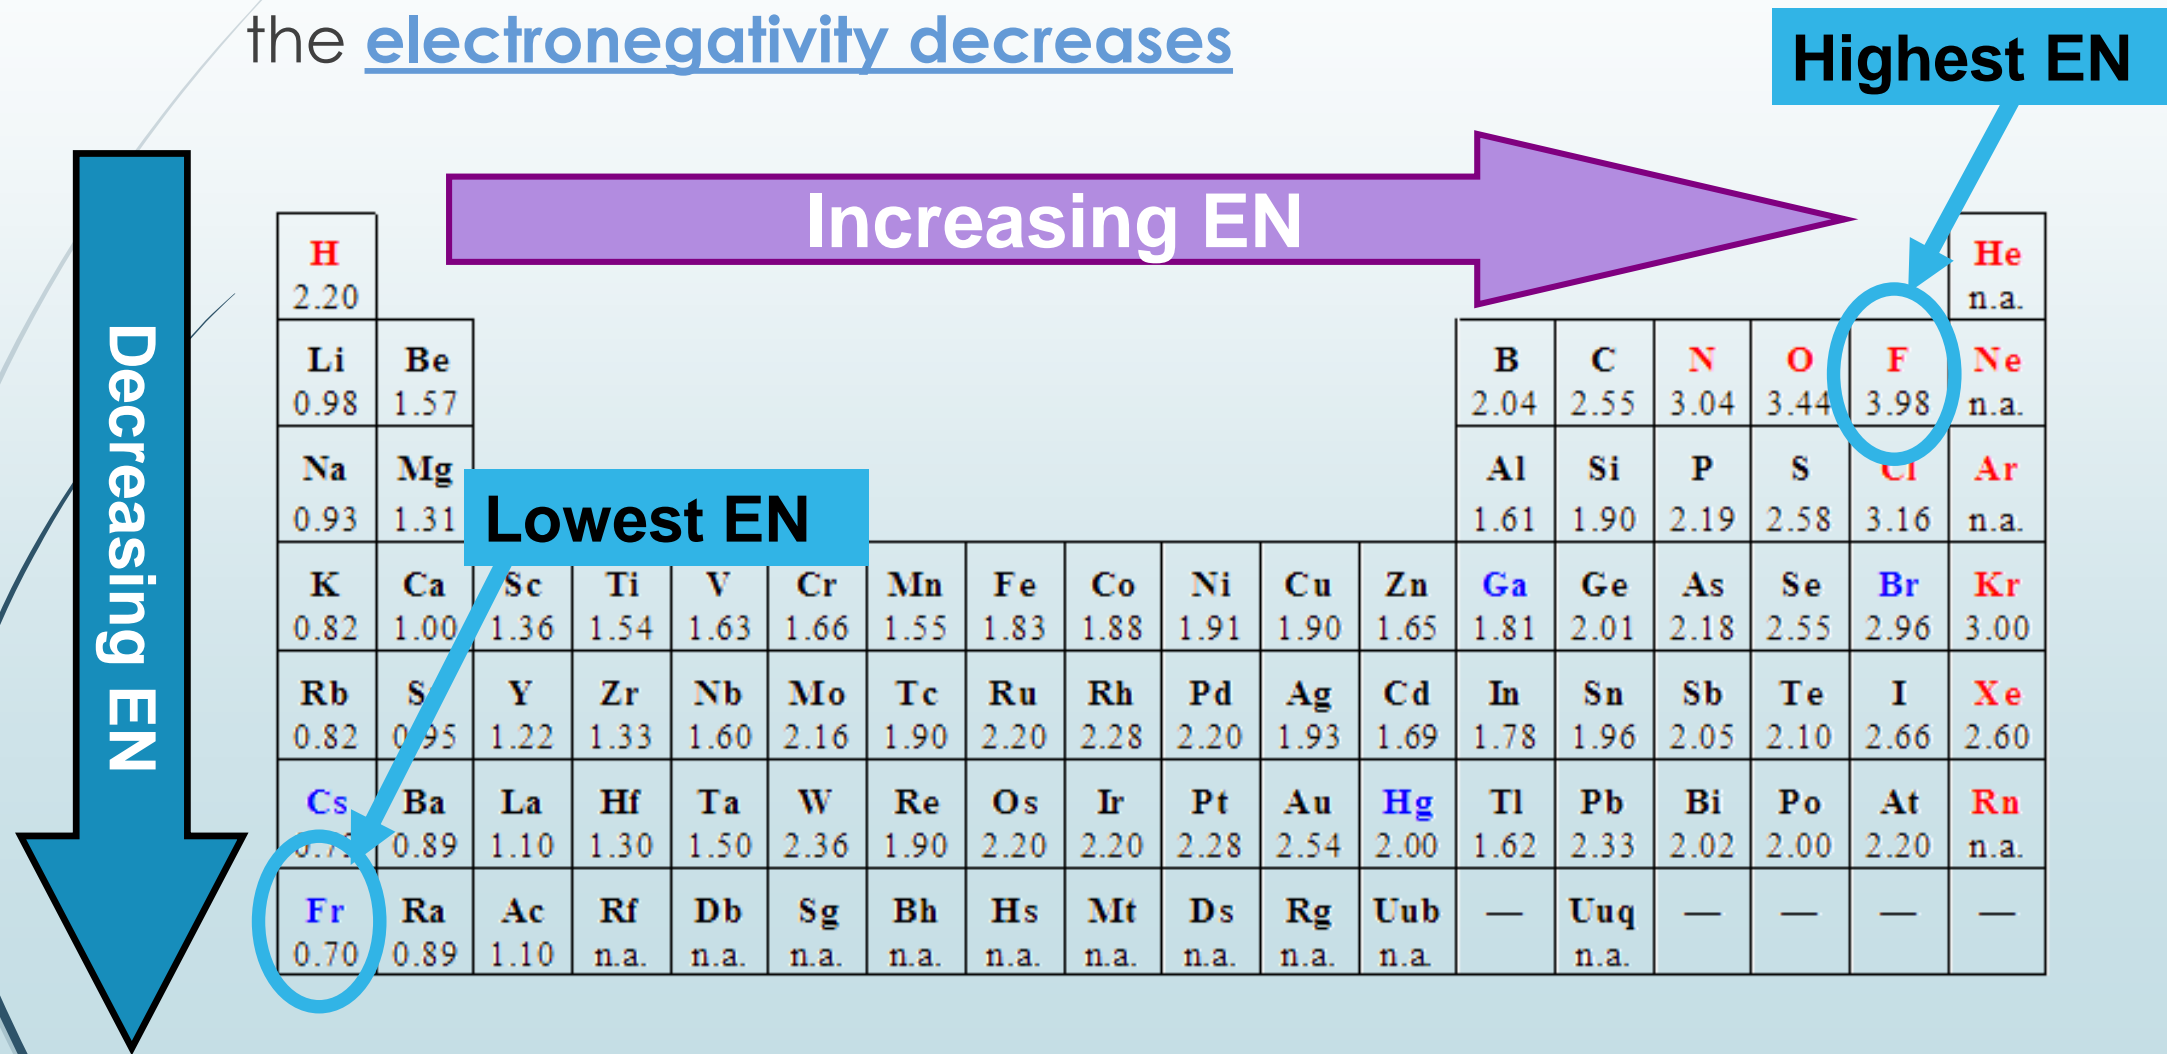 the electronegativity decreases
Highest EN
Increasing EN
Decreasing EN
H He
2.20 n.a.
Li Be B C N O F Ne
0.98 1.57 2.04 2.55 3.04 3.44 3.98 n.a.
Na Mg Al Si P S Cl Ar
0.93 1.31 1.61 1.90 2.19 2.58 3.16 n.a.
Lowest EN
K Ca Sc Ti V Cr Mn Fe Co Ni Cu Zn Ga Ge As Se Br Kr
0.82 1.00 1.36 1.54 1.63 1.66 1.55 1.83 1.88 1.91 1.90 1.65 1.81 2.01 2.18 2.55 2.96 3.00
Rb Y Zr Nb Mo Tc Ru Rh Pd Ag Cd In Sn Sb Te I Xe
0.82 0.95 1.22 1.33 1.60 2.16 1.90 2.20 2.28 2.20 1.93 1.69 1.78 1.96 2.05 2.10 2.66 2.60
Cs Ba La Hf Ta W Re Os Ir Pt Au Hg Tl Pb Bi Po At Rn
0.89 1.10 1.30 1.50 2.36 1.90 2.20 2.20 2.28 2.54 2.00 1.62 2.33 2.02 2.00 2.20 n.a.
Fr Ra Ac Rf Db Sg Bh Hs Mt Ds Rg Uub — Uuq — — — —
0.70 0.89 1.10 n.a. n.a. n.a. n.a. n.a. n.a. n.a. n.a. n.a. n.a.